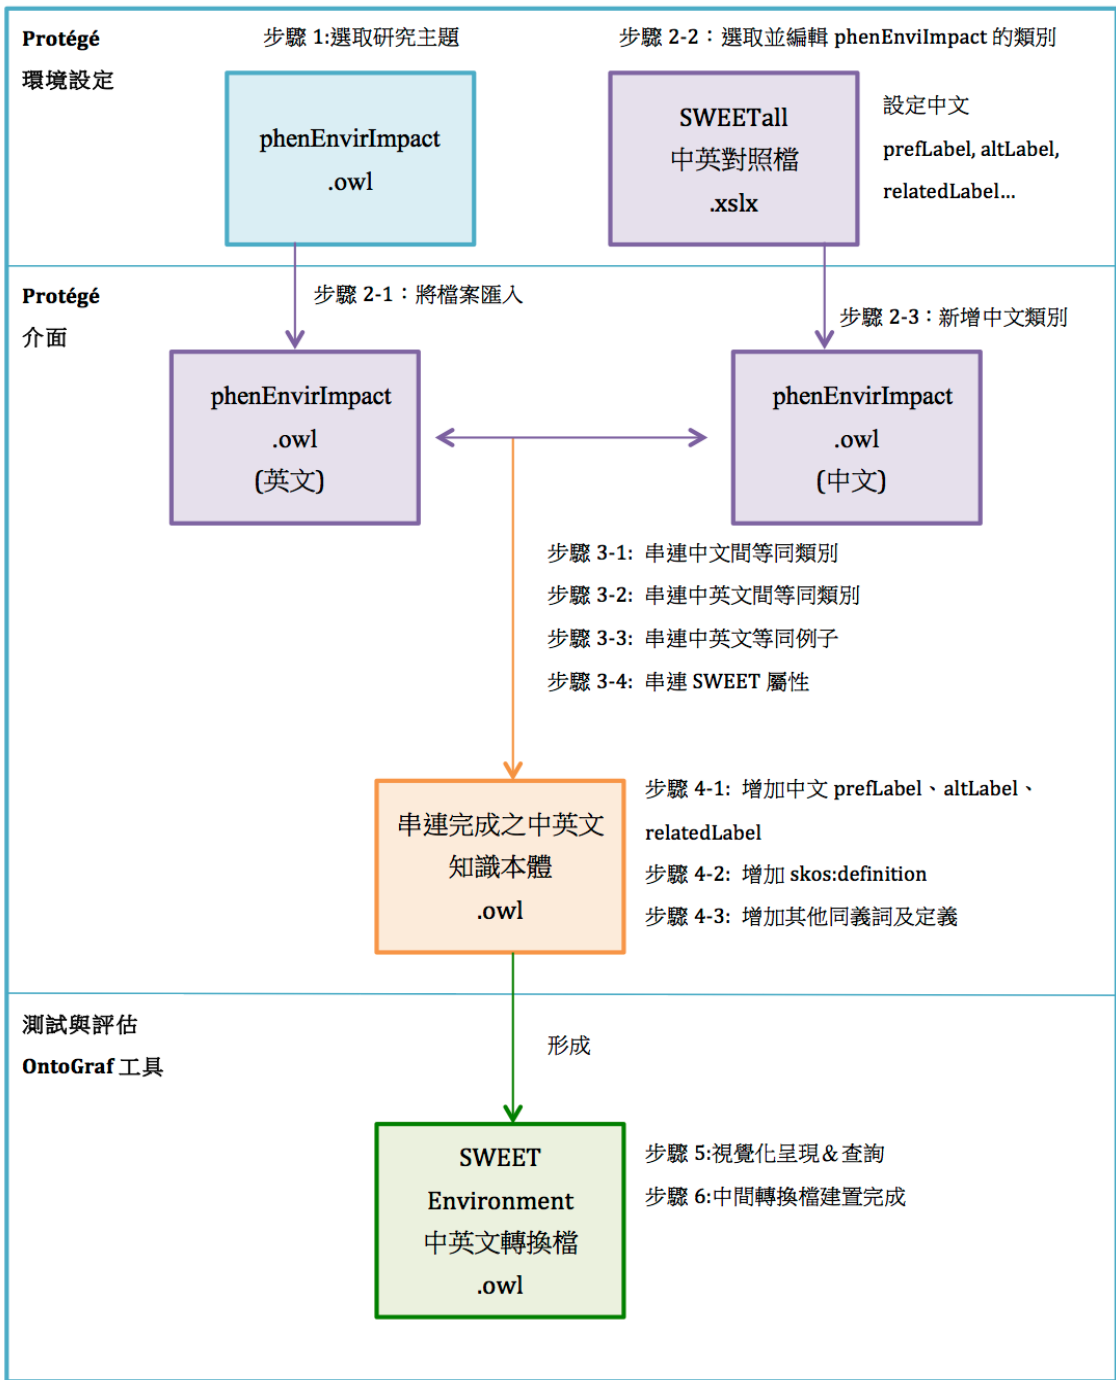 Protégé
環境設定
步驟 1:選取研究主題
步驟 2-2：選取並編輯 phenEnviImpact 的類別
phenEnvirImpact
.owl
SWEETall
中英對照檔
.xslx
設定中文
prefLabel, altLabel,
relatedLabel...
Protégé
介面
步驟 2-1：將檔案匯入
步驟 2-3：新增中文類別
phenEnvirImpact
.owl
(英文)
phenEnvirImpact
.owl
(中文)
步驟 3-1: 串連中文間等同類別
步驟 3-2: 串連中英文間等同類別
步驟 3-3: 串連中英文等同例子
步驟 3-4: 串連 SWEET 屬性
串連完成之中英文
知識本體
.owl
步驟 4-1: 增加中文 prefLabel、altLabel、
relatedLabel
步驟 4-2: 增加 skos:definition
步驟 4-3: 增加其他同義詞及定義
測試與評估
OntoGraf 工具
形成
SWEET
Environment
中英文轉換檔
.owl
步驟 5:視覺化呈現＆查詢
步驟 6:中間轉換檔建置完成